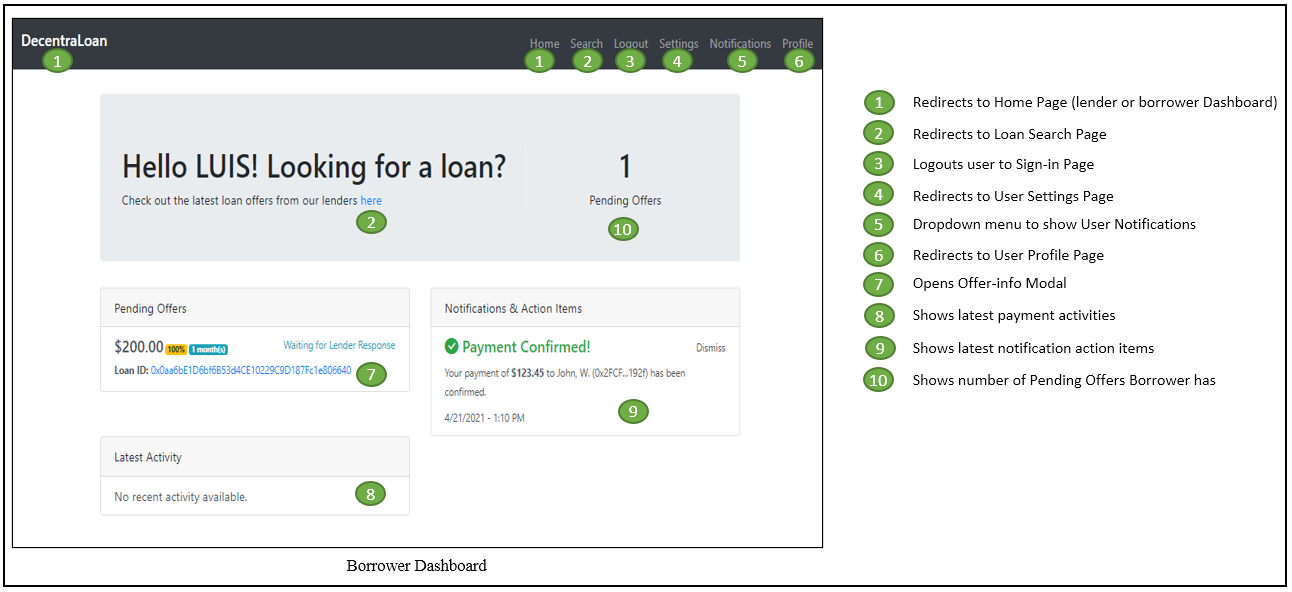 DecentraLoan
1
Home Search Logout Settings Notifications Profile
1 2 3 4 5 6
Hello LUIS! Looking for a loan?
Check out the latest loan offers from our lenders here
2
1
Pending Offers
10
Pending Offers
$200.00 100% 1 month(s) Waiting for Lender Response
Loan ID: 0x0aa6bE1D6bf6B53d4CE10229C9D187Fc1e806640
7
Notifications & Action Items
Payment Confirmed! Dismiss
Your payment of $123.45 to John, W. (0x2FCF...192f) has been
confirmed.
4/21/2021 - 1:10 PM
9
Latest Activity
No recent activity available.
8
Borrower Dashboard
1 Redirects to Home Page (lender or borrower Dashboard)
2 Redirects to Loan Search Page
3 Logouts user to Sign-in Page
4 Redirects to User Settings Page
5 Dropdown menu to show User Notifications
6 Redirects to User Profile Page
7 Opens Offer-info Modal
8 Shows latest payment activities
9 Shows latest notification action items
10 Shows number of Pending Offers Borrower has